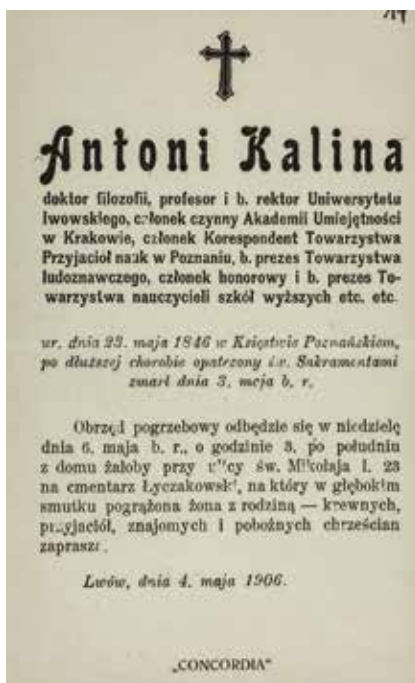 Antoni Kalina
doktor filozofii, profesor i b. rektor Uniwersytetu
lwowskiego, członek czynny Akademii Umiejętności
w Krakowie, członek Korespondent Towarzystwa
Przyjaciół nauk w Poznaniu, b. prezes Towarzystwa
ludoznawczego, członek honorowy i b. prezes To-
warzystwa nauczycieli szkół wyższych etc. etc.
ur. dnia 23. maja 1846 w Księstwie Poznańskiem,
po dłuższej chorobie opatrzony św. Sakramentami
zmarł dnia 3. maja b. r.
Obrzęd pogrzebowy odbędzie się w niedzielę
dnia 6. maja b. r., o godzinie 3. po południu
z domu żałoby przy ulicy św. Mikołaja l. 23
na cmentarz Łyczakowski, na który w głębokim
smutku pogrążona żona z rodziną — krewnych,
przyjaciół, znajomych i pobożnych chrześcian
zaprasza.
Lwów, dnia 4. maja 1906.
„CONCORDIA"